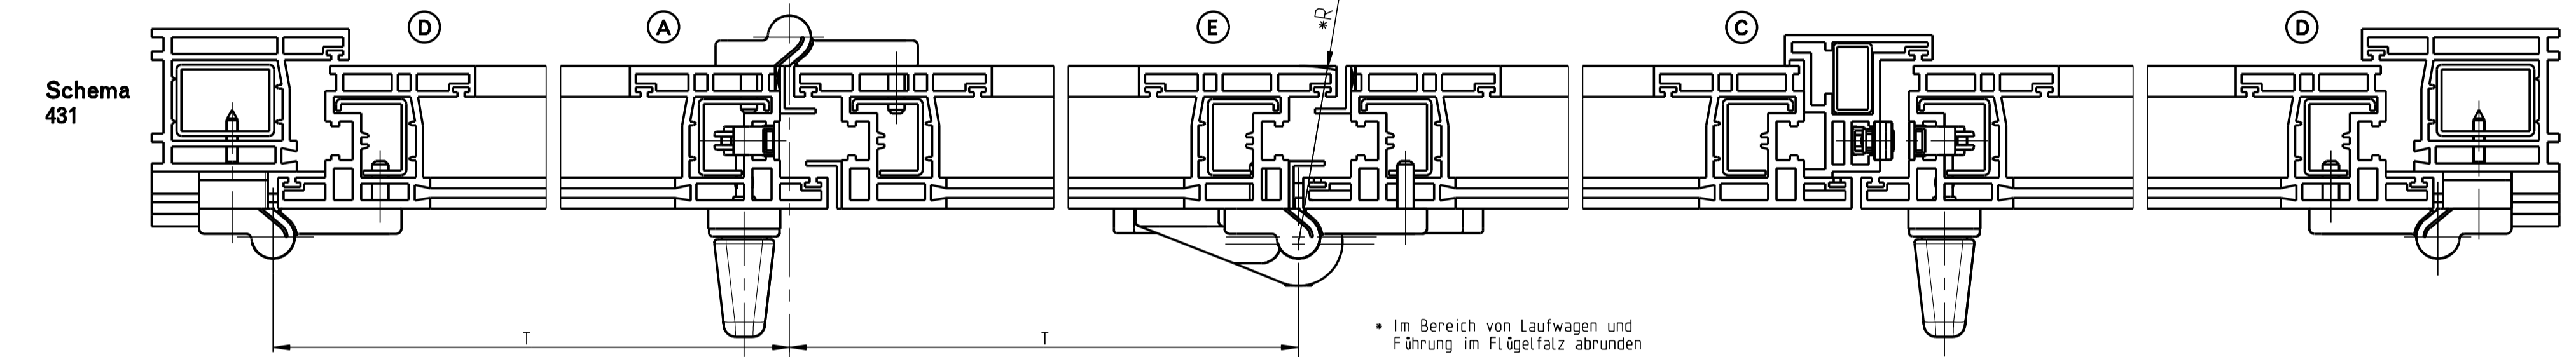 Schema
431
D
A
E
*R
C
D
T
T
* Im Bereich von Laufwagen und
Führung im Flügelfalz abrunden